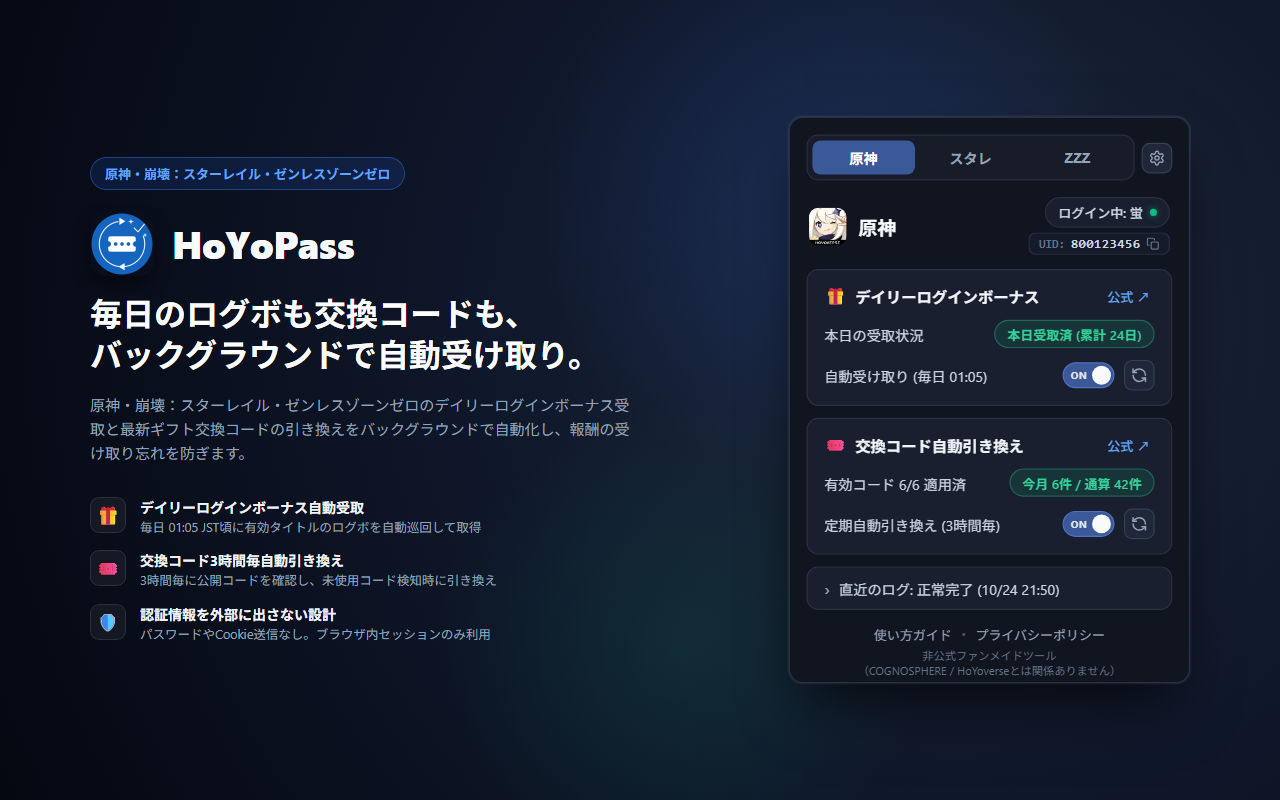 原神・崩壊：スターレイル・ゼンレスゾーンゼロ
HoYoPass
毎日のログボも交換コードも、
バックグラウンドで自動受け取り。
原神・崩壊：スターレイル・ゼンレスゾーンゼロのデイリーログインボーナス受
取と最新ギフト交換コードの引き換えをバックグラウンドで自動化し、報酬の受
け取り忘れを防ぎます。
デイリーログインボーナス自動受取
毎日 01:05 JST頃に有効タイトルのログボを自動巡回して取得
交換コード3時間毎自動引き換え
3時間毎に公開コードを確認し、未使用コード検知時に引き換え
認証情報を外部に出さない設計
パスワードやCookie送信なし。ブラウザ内セッションのみ利用
原神 スタレ ZZZ
原神
ログイン中: 蛍
UID: 800123456
デイリーログインボーナス 公式 ↗
本日の受取状況 本日受取済 (累計 24日)
自動受け取り (毎日 01:05) ON
交換コード自動引き換え 公式 ↗
有効コード 6/6 適用済 今月 6件 / 通算 42件
定期自動引き換え (3時間毎) ON
› 直近のログ: 正常完了 (10/24 21:50)
使い方ガイド • プライバシーポリシー
非公式ファンメイドツール
（COGNOSPHERE / HoYoverseとは関係ありません）